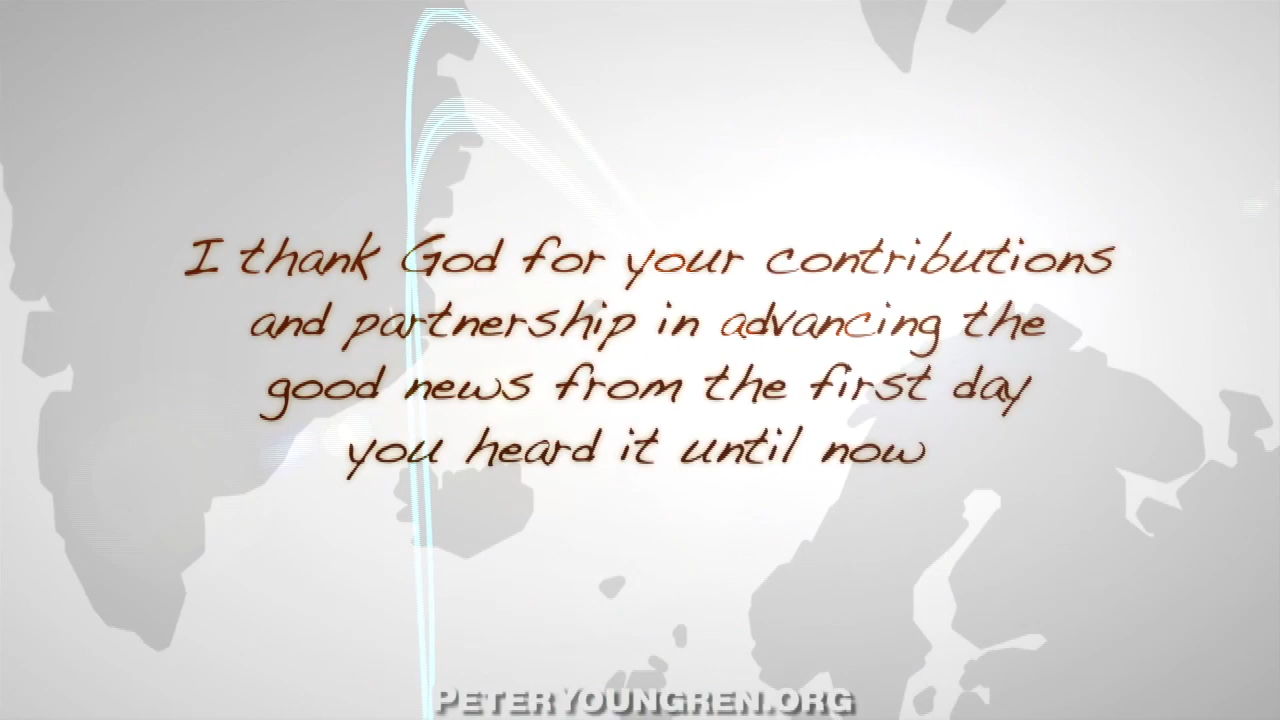 I thank God for your contributions
and partnership in advancing the
good news from the first day
you heard it until now
PETERYOUNGREN.ORG